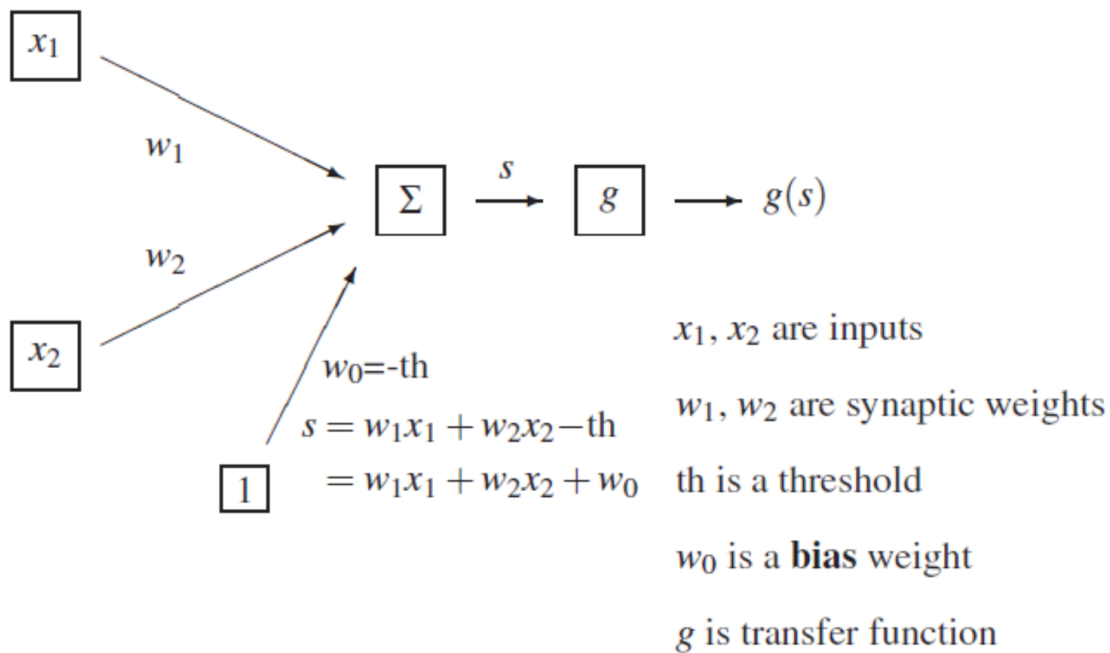 x₁
w₁
Σ
s
g
g(s)
w₂
x₂
w₀=-th
s = w₁x₁ + w₂x₂−th
= w₁x₁ + w₂x₂ + w₀
1
x₁, x₂ are inputs
w₁, w₂ are synaptic weights
th is a threshold
w₀ is a bias weight
g is transfer function